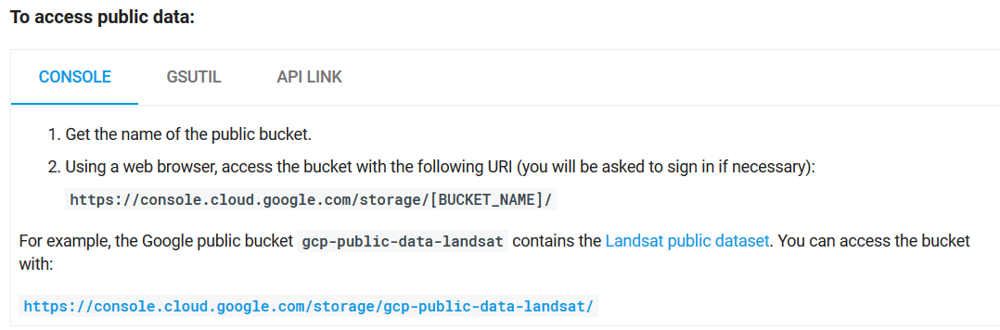 To access public data:
CONSOLE GSUTIL API LINK
1. Get the name of the public bucket.
2. Using a web browser, access the bucket with the following URI (you will be asked to sign in if necessary):
https://console.cloud.google.com/storage/[BUCKET_NAME]/
For example, the Google public bucket gcp-public-data-landsat contains the Landsat public dataset. You can access the bucket
with:
https://console.cloud.google.com/storage/gcp-public-data-landsat/